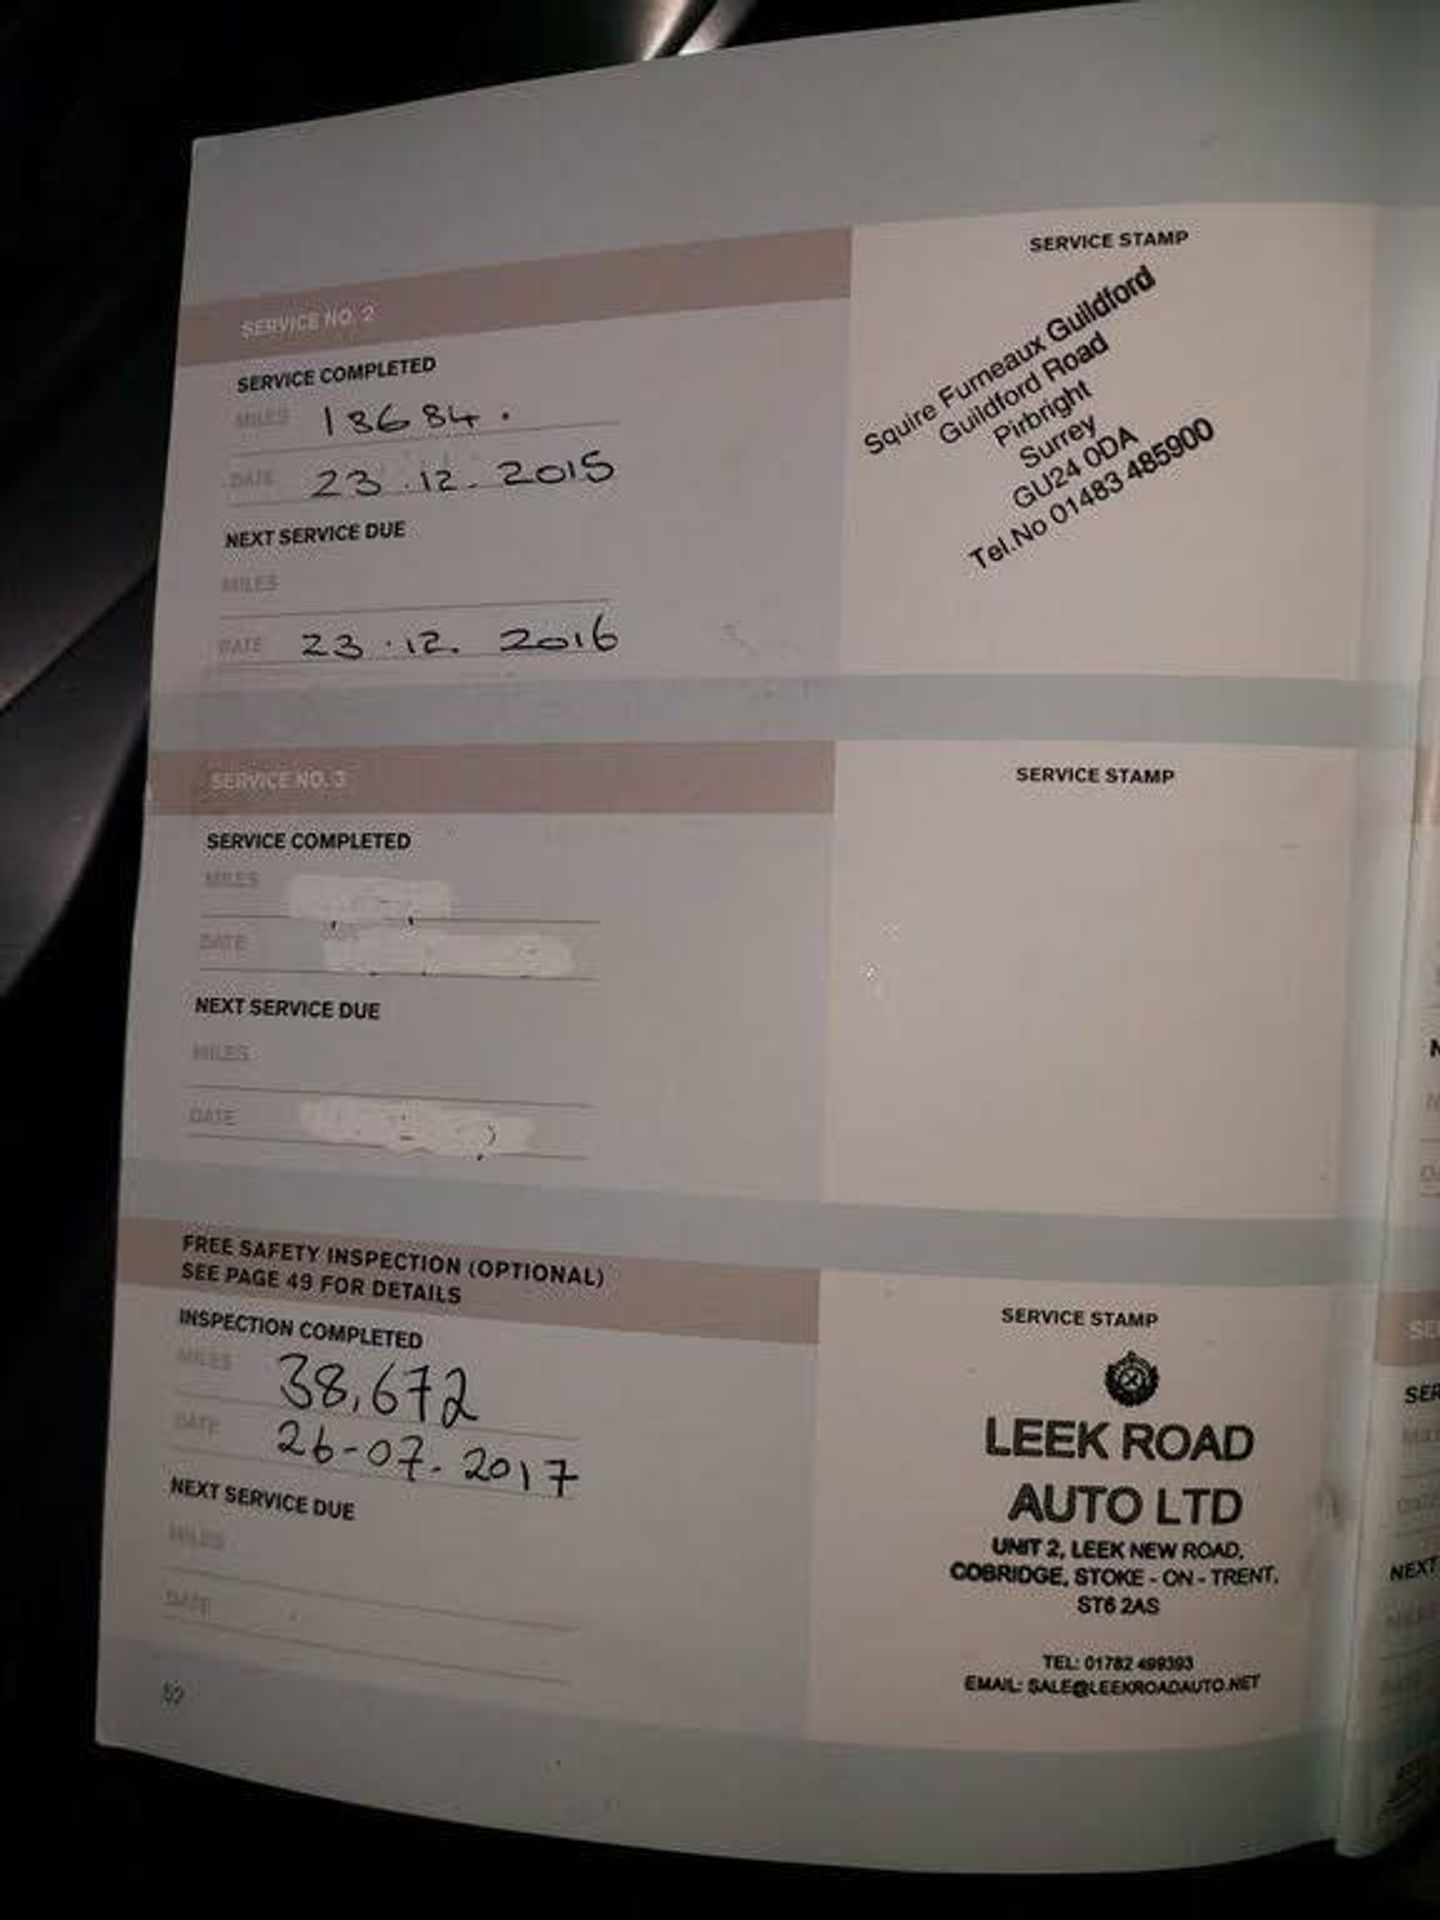 SERVICE NO. 2
SERVICE STAMP
SERVICE COMPLETED
MILES 13684.
DATE 23.12.2015
NEXT SERVICE DUE
MILES
DATE 23.12.2016
Squire Furneaux Guildford
Guildford Road
Pirbright
Surrey
GU24 0DA
Tel.No 01483 485900
SERVICE NO. 3
SERVICE STAMP
SERVICE COMPLETED
MILES
DATE
NEXT SERVICE DUE
MILES
DATE
FREE SAFETY INSPECTION (OPTIONAL)
SEE PAGE 49 FOR DETAILS
SERVICE STAMP
INSPECTION COMPLETED
MILES 38,672
DATE 26-07-2017
NEXT SERVICE DUE
MILES
DATE
LEEK ROAD
AUTO LTD
UNIT 2, LEEK NEW ROAD,
COBRIDGE, STOKE - ON - TRENT,
ST6 2AS
TEL: 01782 499393
EMAIL: SALE@LEEKROADAUTO.NET
52